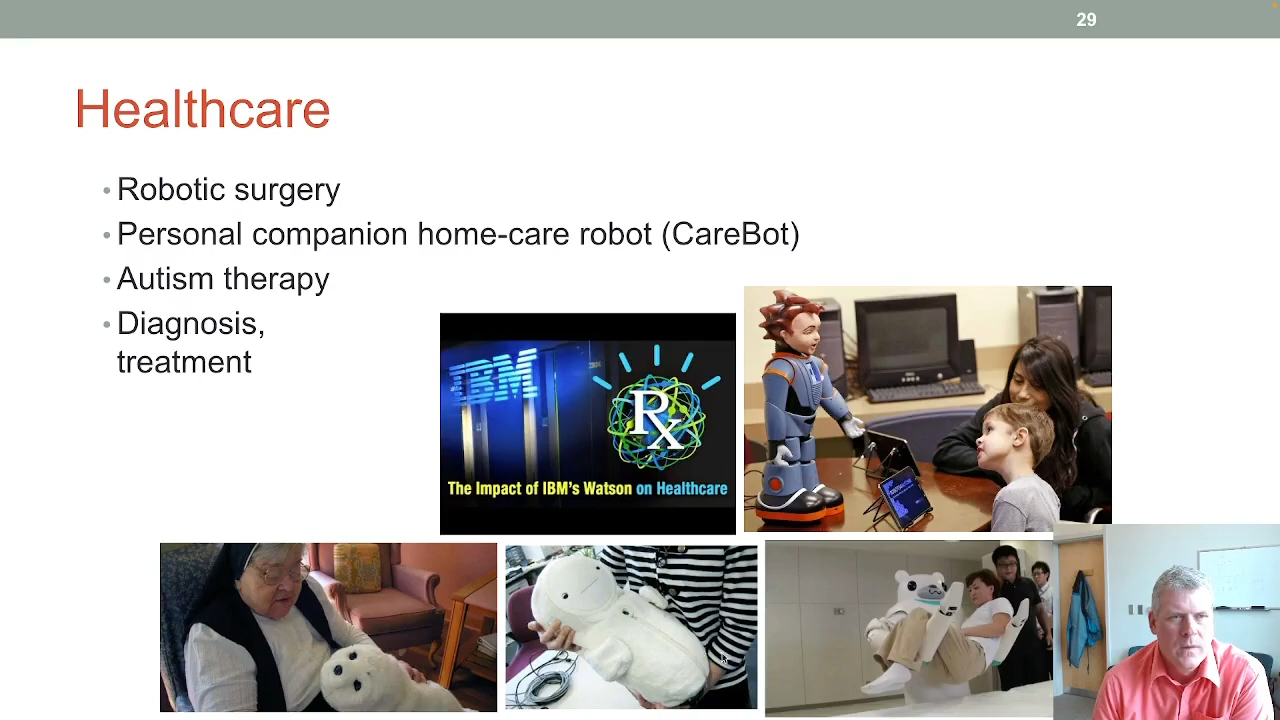 29
Healthcare
• Robotic surgery
• Personal companion home-care robot (CareBot)
• Autism therapy
• Diagnosis,
treatment
IBM
Rx
The Impact of IBM's Watson on Healthcare